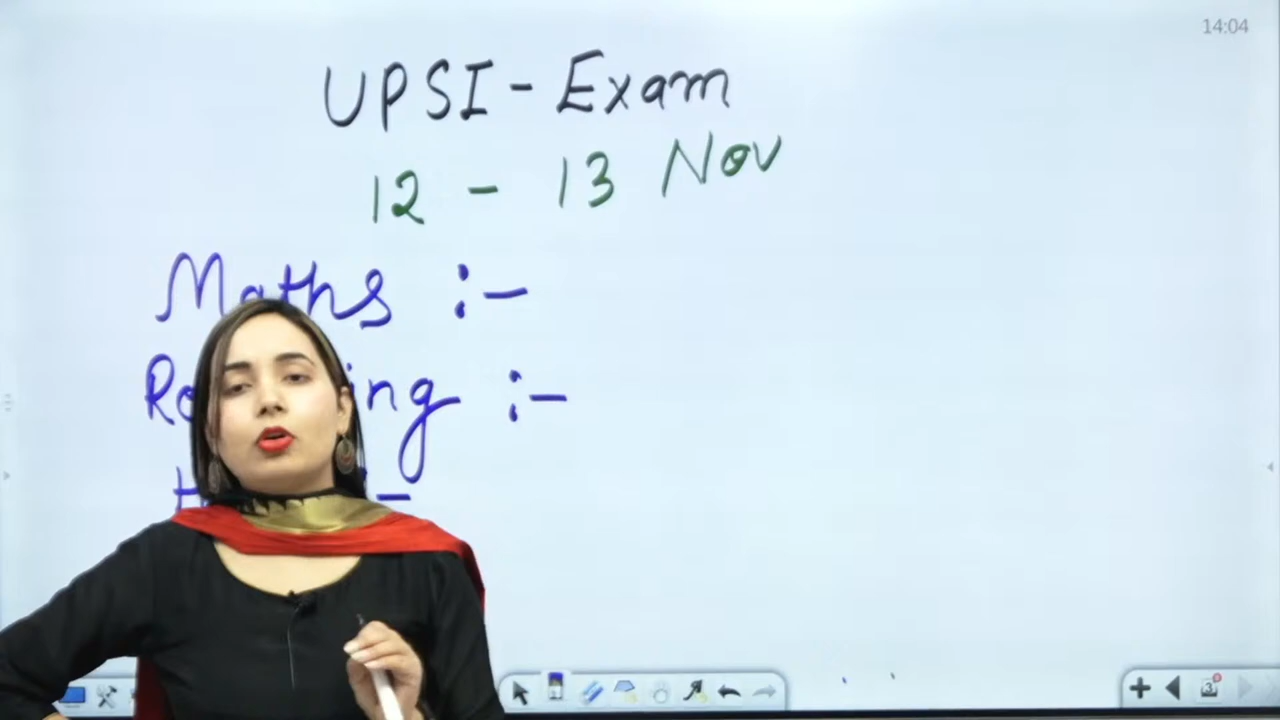 14:04
UPSI - Exam
12 - 13 Nov
Maths :-
:-